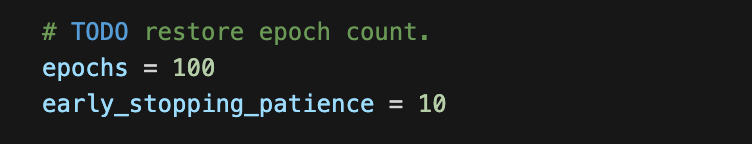 # TODO restore epoch count.
epochs = 100
early_stopping_patience = 10